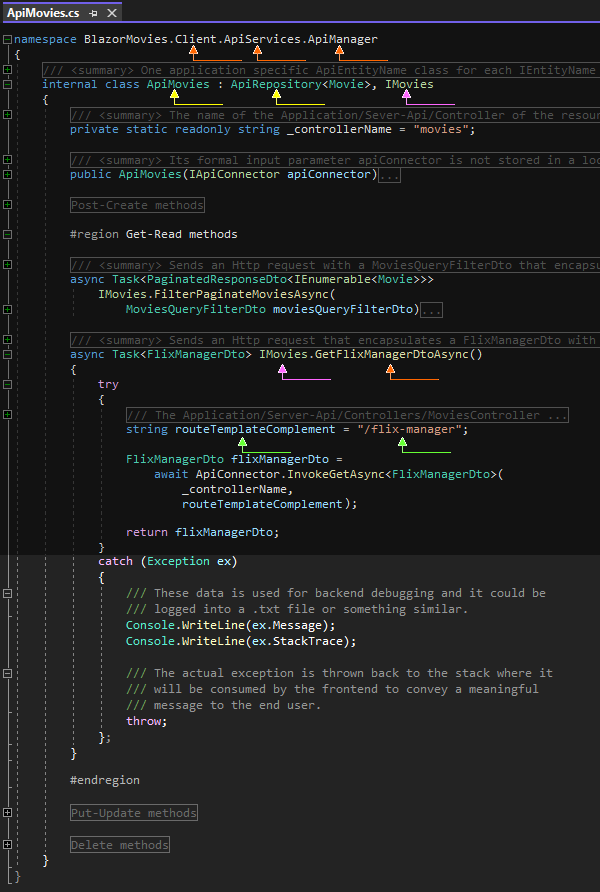 ApiMovies.cs
namespace BlazorMovies.Client.ApiServices.ApiManager
{
/// <summary> One application specific ApiEntityName class for each IEntityName
internal class ApiMovies : ApiRepository<Movie>, IMovies
{
/// <summary> The name of the Application/Sever-Api/Controller of the resou
private static readonly string _controllerName = "movies";
/// <summary> Its formal input parameter apiConnector is not stored in a loc
public ApiMovies(IApiConnector apiConnector)...
Post-Create methods
#region Get-Read methods
/// <summary> Sends an Http request with a MoviesQueryFilterDto that encapsu
async Task<PaginatedResponseDto<IEnumerable<Movie>>>
IMovies.FilterPaginateMoviesAsync(
MoviesQueryFilterDto moviesQueryFilterDto)...
/// <summary> Sends an Http request that encapsulates a FlixManagerDto with
async Task<FlixManagerDto> IMovies.GetFlixManagerDtoAsync()
{
try
{
/// The Application/Server-Api/Controllers/MoviesController ...
string routeTemplateComplement = "/flix-manager";
FlixManagerDto flixManagerDto =
await ApiConnector.InvokeGetAsync<FlixManagerDto>(
_controllerName,
routeTemplateComplement);
return flixManagerDto;
}
catch (Exception ex)
{
/// These data is used for backend debugging and it could be
/// logged into a .txt file or something similar.
Console.WriteLine(ex.Message);
Console.WriteLine(ex.StackTrace);
/// The actual exception is thrown back to the stack where it
/// will be consumed by the frontend to convey a meaningful
/// message to the end user.
throw;
};
}
#endregion
Put-Update methods
Delete methods
}
}